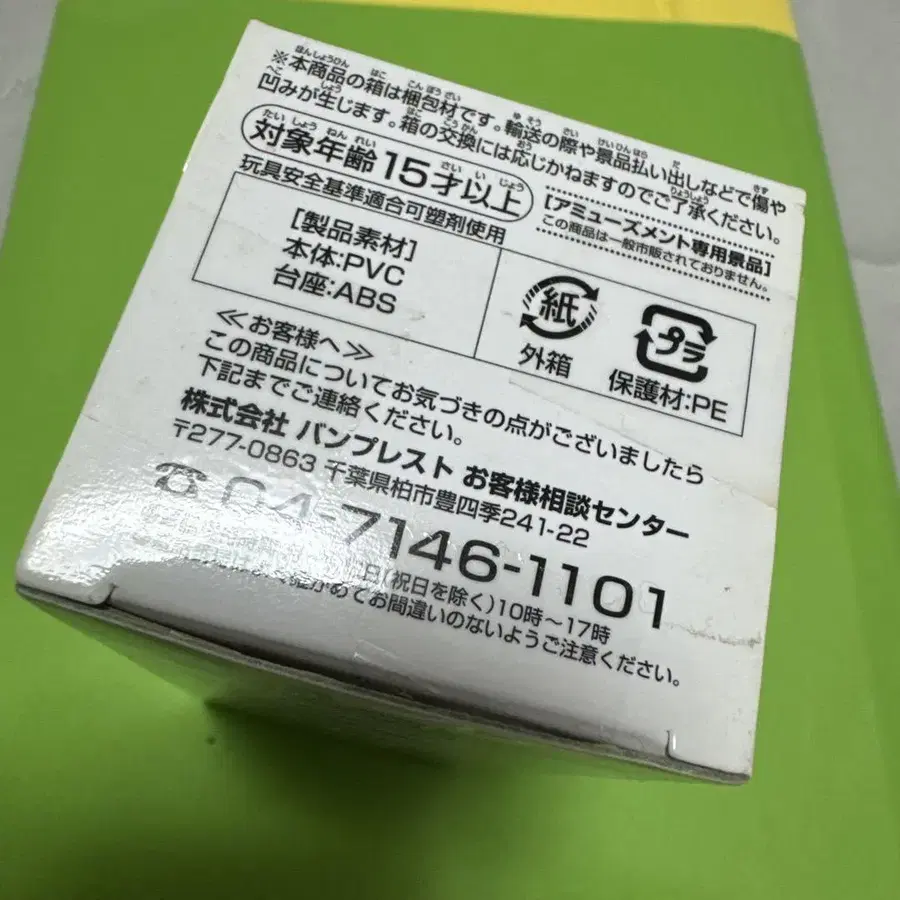 ※本商品の箱は梱包材です。輸送の際や景品払い出しなどで傷や
凹みが生じます。箱の交換には応じかねますのでご了承ください。
対象年齢15才以上
玩具安全基準適合可塑剤使用
[アミューズメント専用景品]
この商品は一般市販されておりません。
[製品素材]
本体:PVC
台座:ABS
紙
外箱
プラ
保護材:PE
≪お客様へ≫
この商品についてお気づきの点がございましたら
下記までご連絡ください。
株式会社 バンプレスト お客様相談センター
〒277-0863 千葉県柏市豊四季241-22
☎04-7146-1101
日(祝日を除く)10時～17時
確かめてお間違いのないようご注意ください。